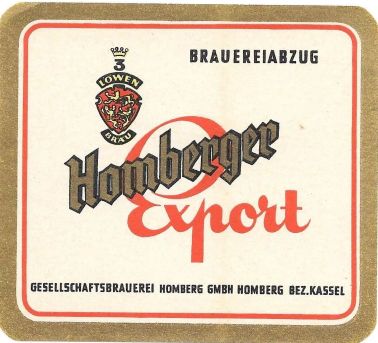 BRAUEREIABZUG
3
LÖWEN
BRÄU
Homberger
Export
GESELLSCHAFTSBRAUEREI HOMBERG GMBH HOMBERG BEZ.KASSEL